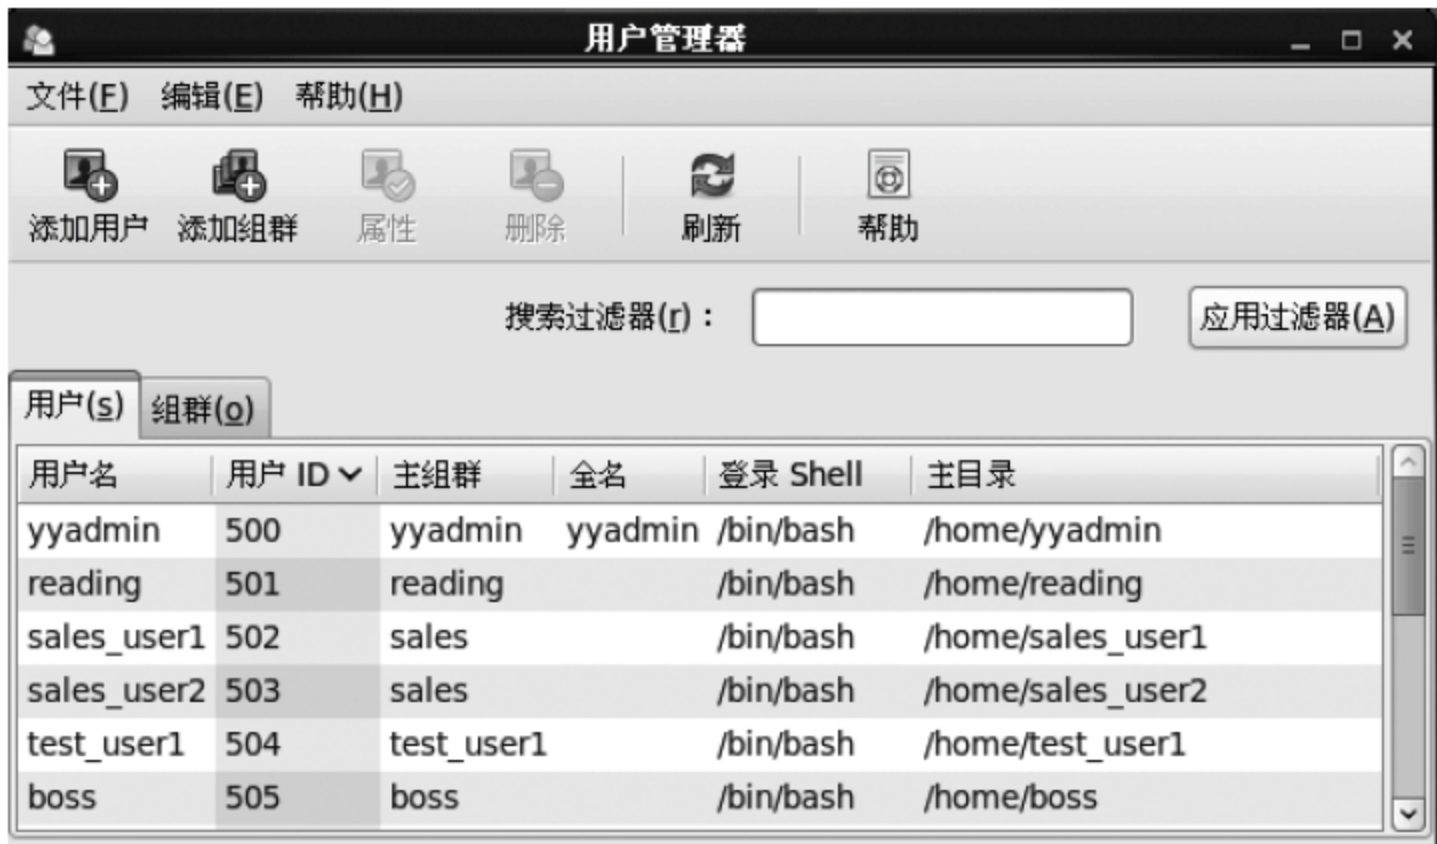 用户管理器
文件(F) 编辑(E) 帮助(H)
添加用户 添加组群 属性 删除 刷新 帮助
搜索过滤器(r)： 应用过滤器(A)
用户(s) 组群(o)
用户名 用户 ID 主组群 全名 登录 Shell 主目录
yyadmin 500 yyadmin yyadmin /bin/bash /home/yyadmin
reading 501 reading /bin/bash /home/reading
sales_user1 502 sales /bin/bash /home/sales_user1
sales_user2 503 sales /bin/bash /home/sales_user2
test_user1 504 test_user1 /bin/bash /home/test_user1
boss 505 boss /bin/bash /home/boss